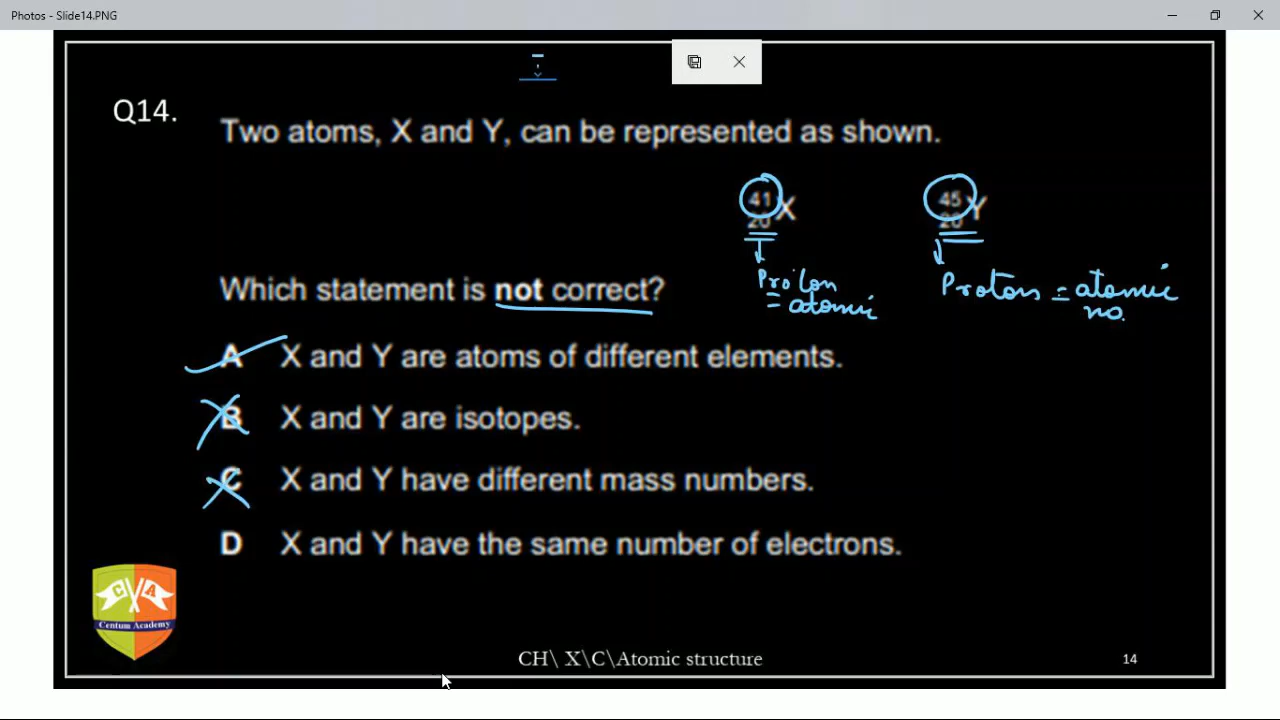 Photos - Slide14.PNG
Q14.
Two atoms, X and Y, can be represented as shown.
41
20 X
45
20 Y
Proton
= atomic
Protons = atomic
no.
Which statement is not correct?
A X and Y are atoms of different elements.
B X and Y are isotopes.
C X and Y have different mass numbers.
D X and Y have the same number of electrons.
C A
Centum Academy
CH\ X\C\Atomic structure
14